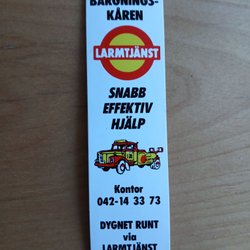 BÄRGNINGS-
KÅREN
LARMTJÄNST
SNABB
EFFEKTIV
HJÄLP
Kontor
042-14 33 73
DYGNET RUNT
via
LARMTJÄNST